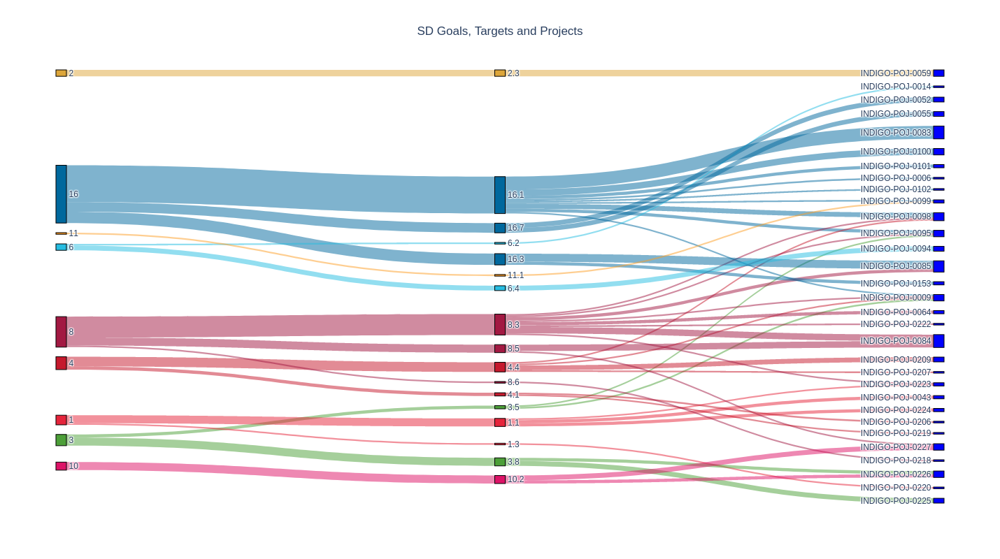 SD Goals, Targets and Projects
2
16
11
6
8
4
1
3
10
2.3
16.1
16.7
6.2
16.3
11.1
6.4
8.3
8.5
4.4
8.6
4.1
3.5
1.1
1.3
3.8
10.2
INDIGO-POJ-0059
INDIGO-POJ-0014
INDIGO-POJ-0052
INDIGO-POJ-0055
INDIGO-POJ-0083
INDIGO-POJ-0100
INDIGO-POJ-0101
INDIGO-POJ-0006
INDIGO-POJ-0102
INDIGO-POJ-0099
INDIGO-POJ-0098
INDIGO-POJ-0095
INDIGO-POJ-0094
INDIGO-POJ-0085
INDIGO-POJ-0153
INDIGO-POJ-0009
INDIGO-POJ-0064
INDIGO-POJ-0222
INDIGO-POJ-0084
INDIGO-POJ-0209
INDIGO-POJ-0207
INDIGO-POJ-0223
INDIGO-POJ-0043
INDIGO-POJ-0224
INDIGO-POJ-0206
INDIGO-POJ-0219
INDIGO-POJ-0227
INDIGO-POJ-0218
INDIGO-POJ-0226
INDIGO-POJ-0220
INDIGO-POJ-0225